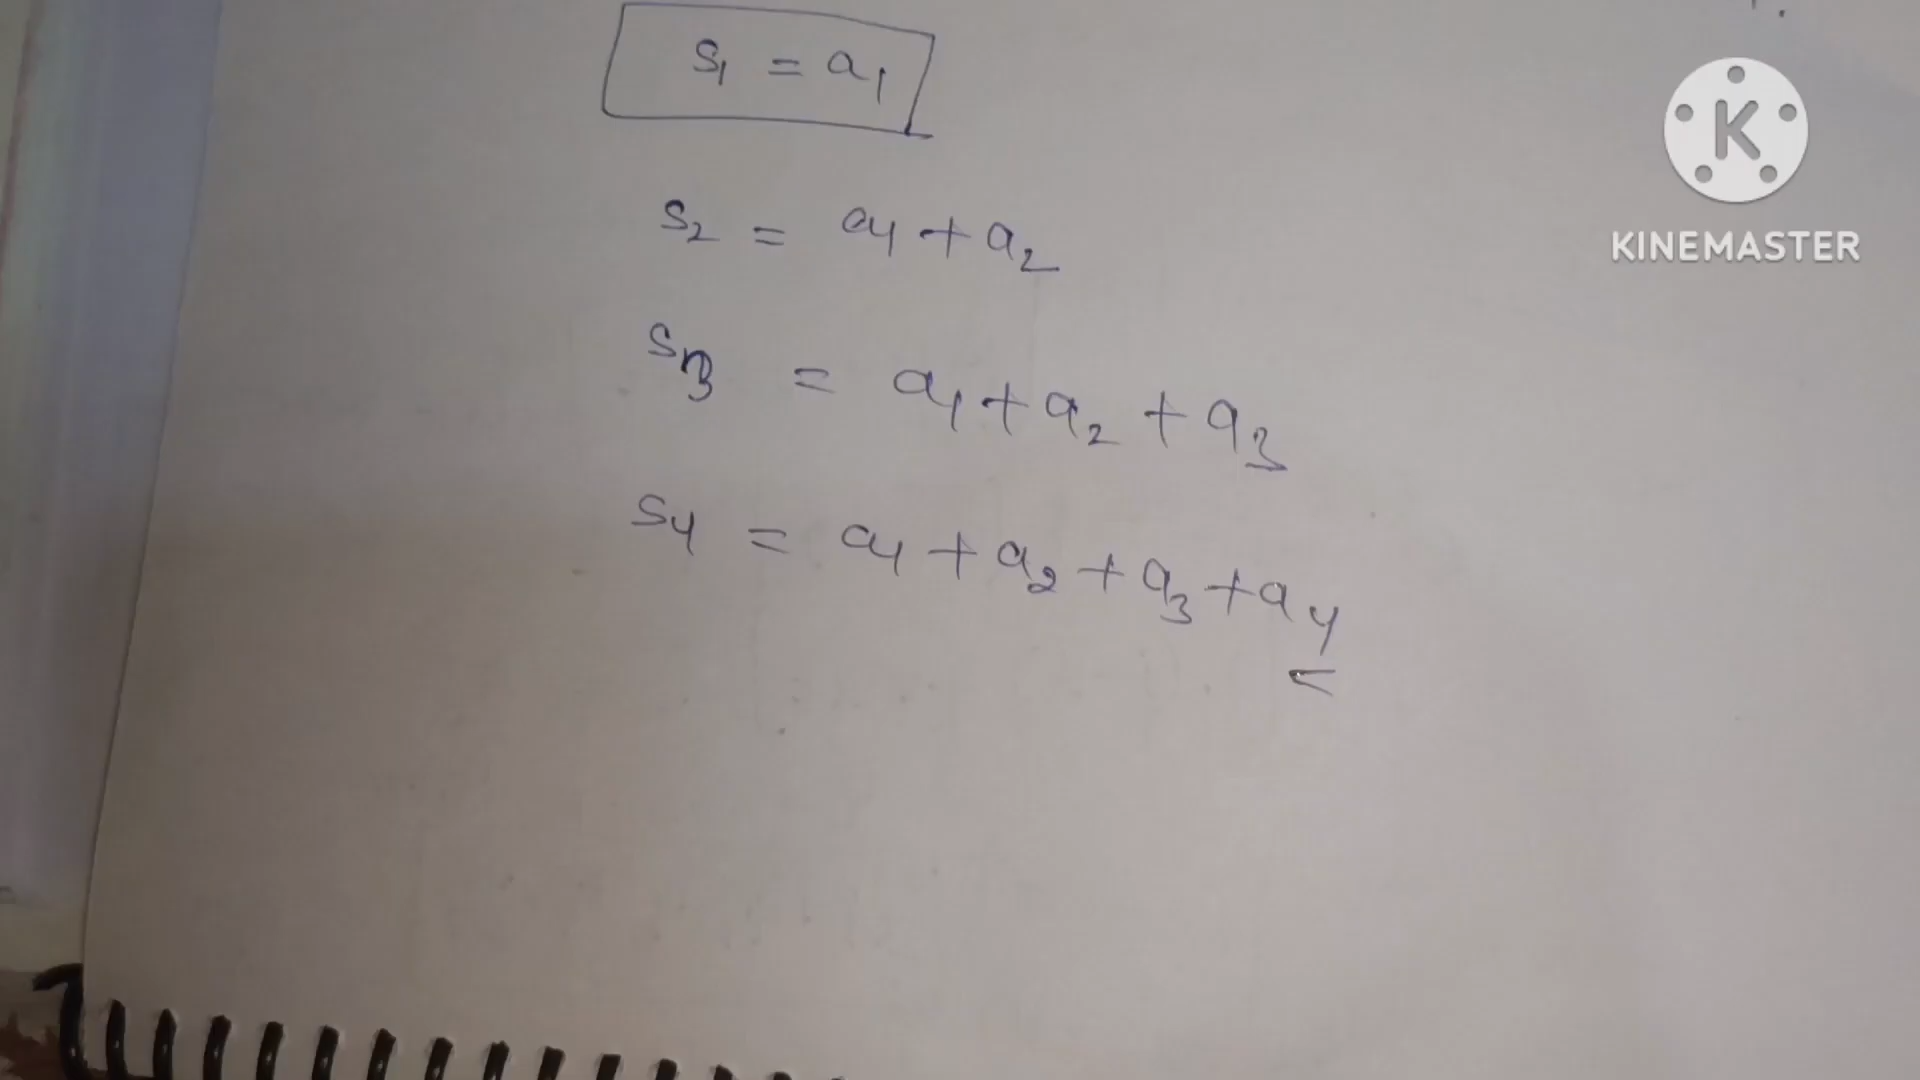 S₁ = a₁
S₂ = a₁ + a₂
S₃ = a₁ + a₂ + a₃
S₄ = a₁ + a₂ + a₃ + a₄
K
KINEMASTER